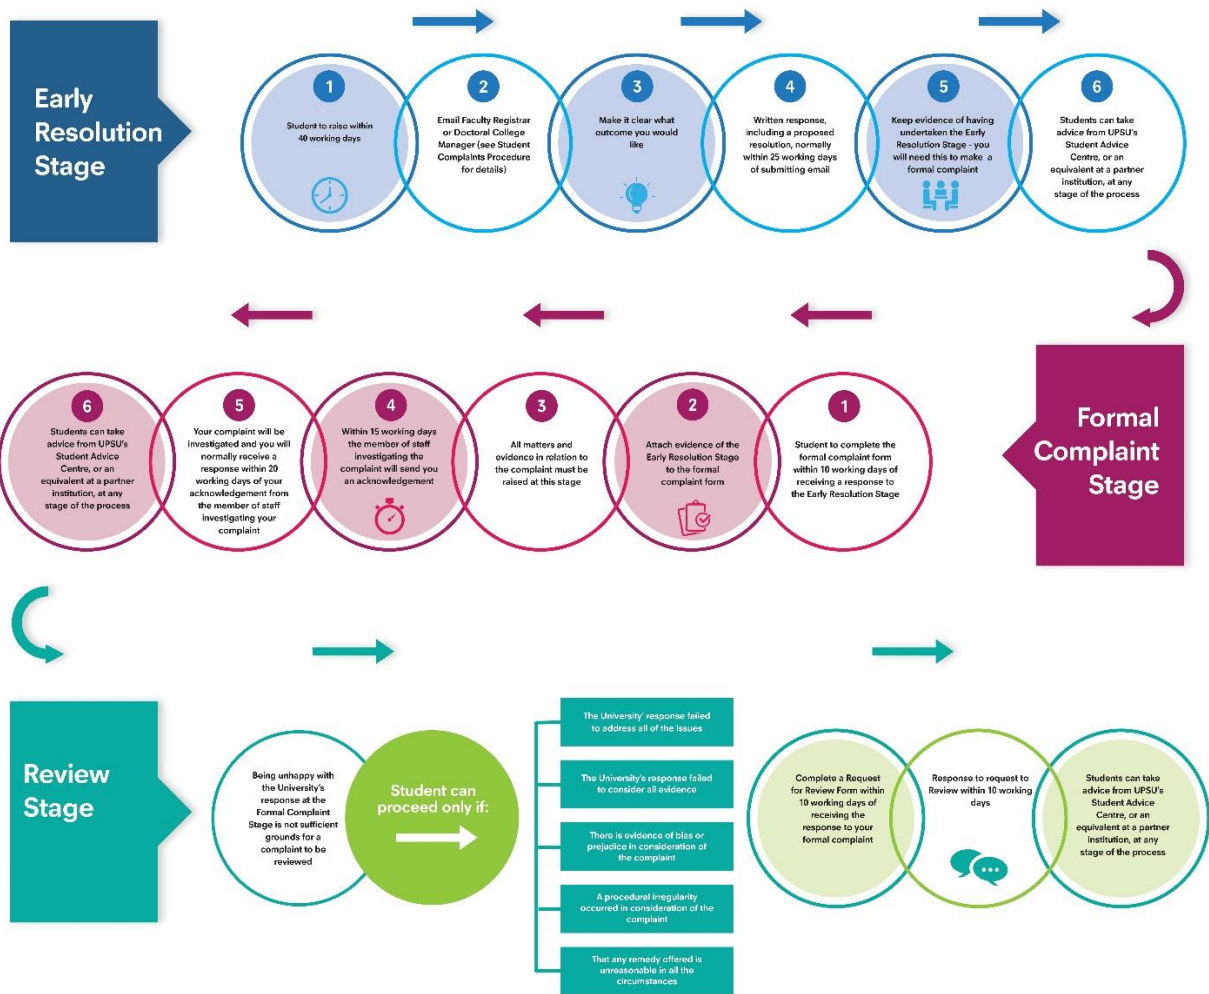 Early
Resolution
Stage
1
Student to raise within
40 working days
2
Email Faculty Registrar
or Doctoral College
Manager (see Student
Complaints Procedure
for details)
3
Make it clear what
outcome you would
like
4
Written response,
including a proposed
resolution, normally
within 25 working days
of submitting email
5
Keep evidence of having
undertaken the Early
Resolution Stage - you
will need this to make a
formal complaint
6
Students can take
advice from UPSU's
Student Advice
Centre, or an
equivalent at a partner
institution, at any
stage of the process
Formal
Complaint
Stage
1
Student to complete the
formal complaint form
within 10 working days of
receiving a response to
the Early Resolution Stage
2
Attach evidence of the
Early Resolution Stage
to the formal
complaint form
3
All matters and
evidence in relation to
the complaint must be
raised at this stage
4
Within 15 working days
the member of staff
investigating the
complaint will send you
an acknowledgement
5
Your complaint will be
investigated and you will
normally receive a
response within 20
working days of your
acknowledgement from
the member of staff
investigating your
complaint
6
Students can take
advice from UPSU's
Student Advice
Centre, or an
equivalent at a partner
institution, at any
stage of the process
Review
Stage
Being unhappy with
the University's
response at the
Formal Complaint
Stage is not sufficient
grounds for a
complaint to be
reviewed
Student can
proceed only if:
The University' response failed
to address all of the Issues
The University's response failed
to consider all evidence
There is evidence of bias or
prejudice in consideration of
the complaint
A procedural irregularity
occurred in consideration of the
complaint
That any remedy offered is
unreasonable in all the
circumstances
Complete a Request
for Review Form within
10 working days of
receiving the
response to your
formal complaint
Response to request to
Review within 10 working
days
Students can take
advice from UPSU's
Student Advice
Centre, or an
equivalent at a partner
institution, at any
stage of the process